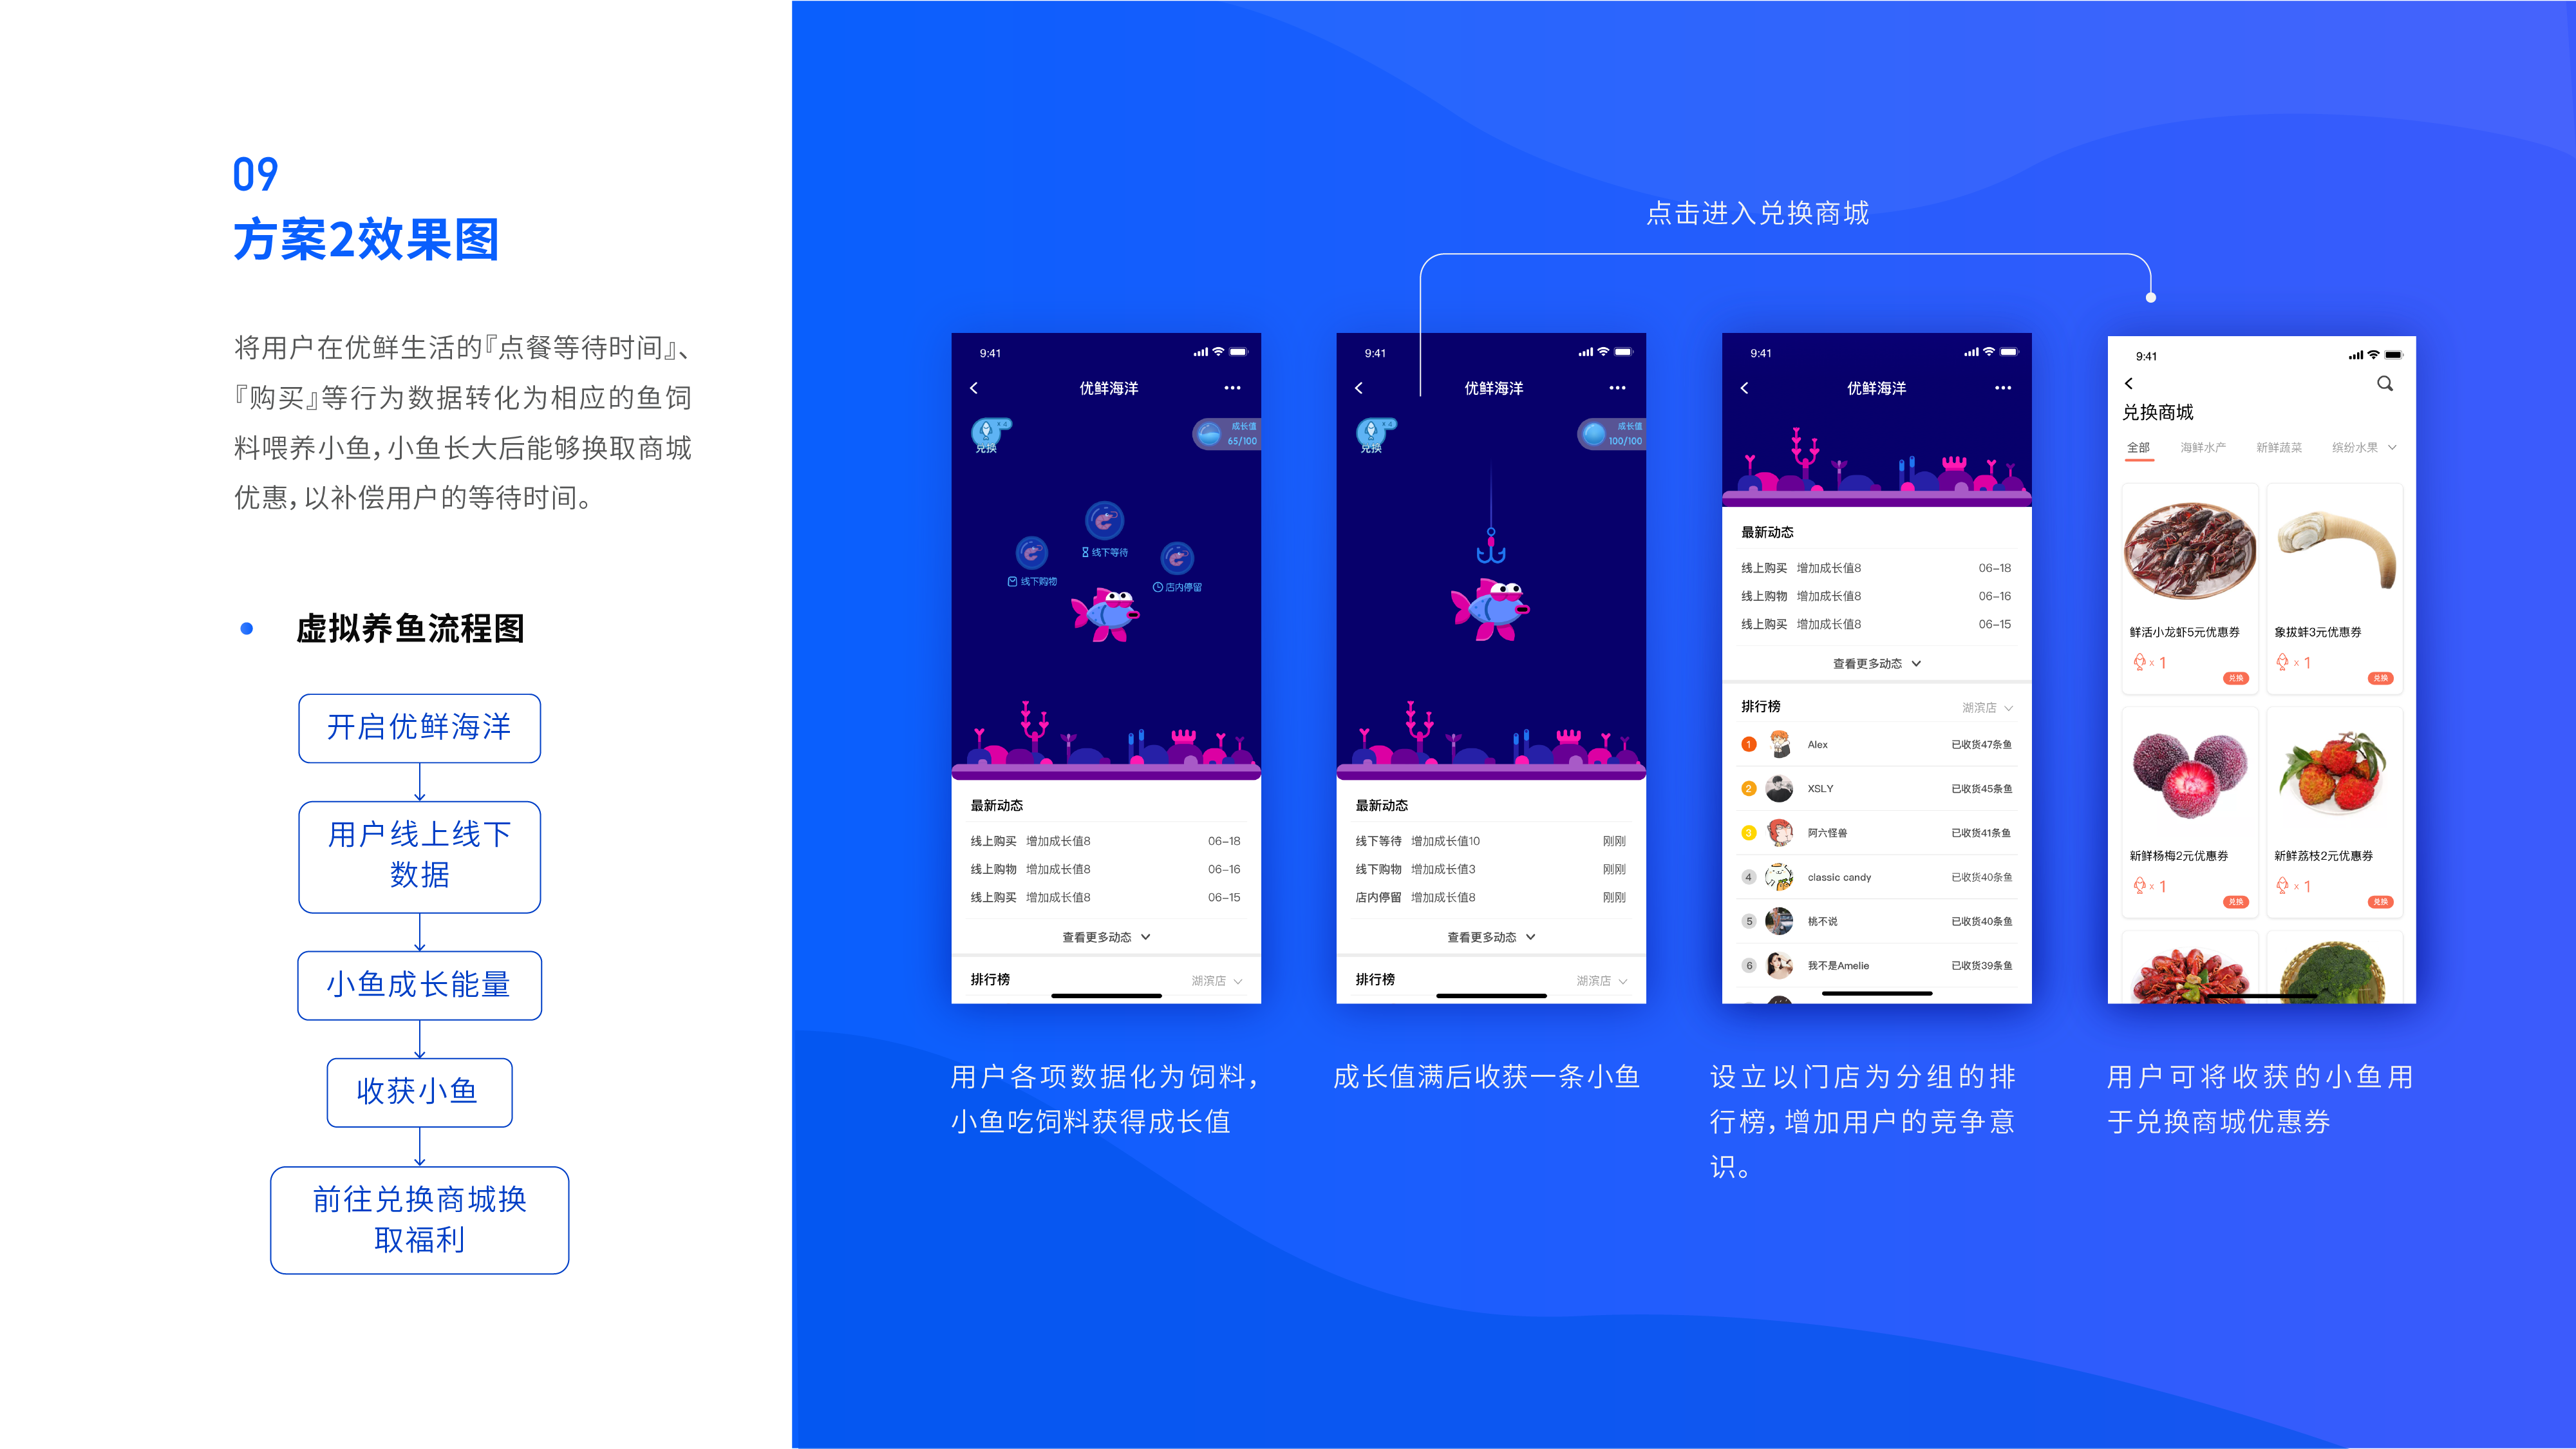 09
方案2效果图
将用户在优鲜生活的『点餐等待时间』、
『购买』等行为数据转化为相应的鱼饲
料喂养小鱼，小鱼长大后能够换取商城
优惠，以补偿用户的等待时间。
虚拟养鱼流程图
开启优鲜海洋
用户线上线下
数据
小鱼成长能量
收获小鱼
前往兑换商城换
取福利
点击进入兑换商城
9:41
优鲜海洋
兑换
成长值
65/100
线下等待
线下购物
店内停留
最新动态
线上购买 增加成长值8 06-18
线上购物 增加成长值8 06-16
线上购买 增加成长值8 06-15
查看更多动态
排行榜 湖滨店
用户各项数据化为饲料，
小鱼吃饲料获得成长值
9:41
优鲜海洋
兑换
成长值
100/100
最新动态
线下等待 增加成长值10 刚刚
线下购物 增加成长值3 刚刚
店内停留 增加成长值8 刚刚
查看更多动态
排行榜 湖滨店
成长值满后收获一条小鱼
9:41
优鲜海洋
最新动态
线上购买 增加成长值8 06-18
线上购物 增加成长值8 06-16
线上购买 增加成长值8 06-15
查看更多动态
排行榜 湖滨店
1 Alex 已收货47条鱼
2 XSLY 已收货45条鱼
3 阿六怪兽 已收货41条鱼
4 classic candy 已收货40条鱼
5 桃不说 已收货40条鱼
6 我不是Amelie 已收货39条鱼
设立以门店为分组的排
行榜，增加用户的竞争意
识。
9:41
兑换商城
全部 海鲜水产 新鲜蔬菜 缤纷水果
鲜活小龙虾5元优惠券 象拔蚌3元优惠券
x 1 x 1
兑换 兑换
新鲜杨梅2元优惠券 新鲜荔枝2元优惠券
x 1 x 1
兑换 兑换
用户可将收获的小鱼用
于兑换商城优惠券